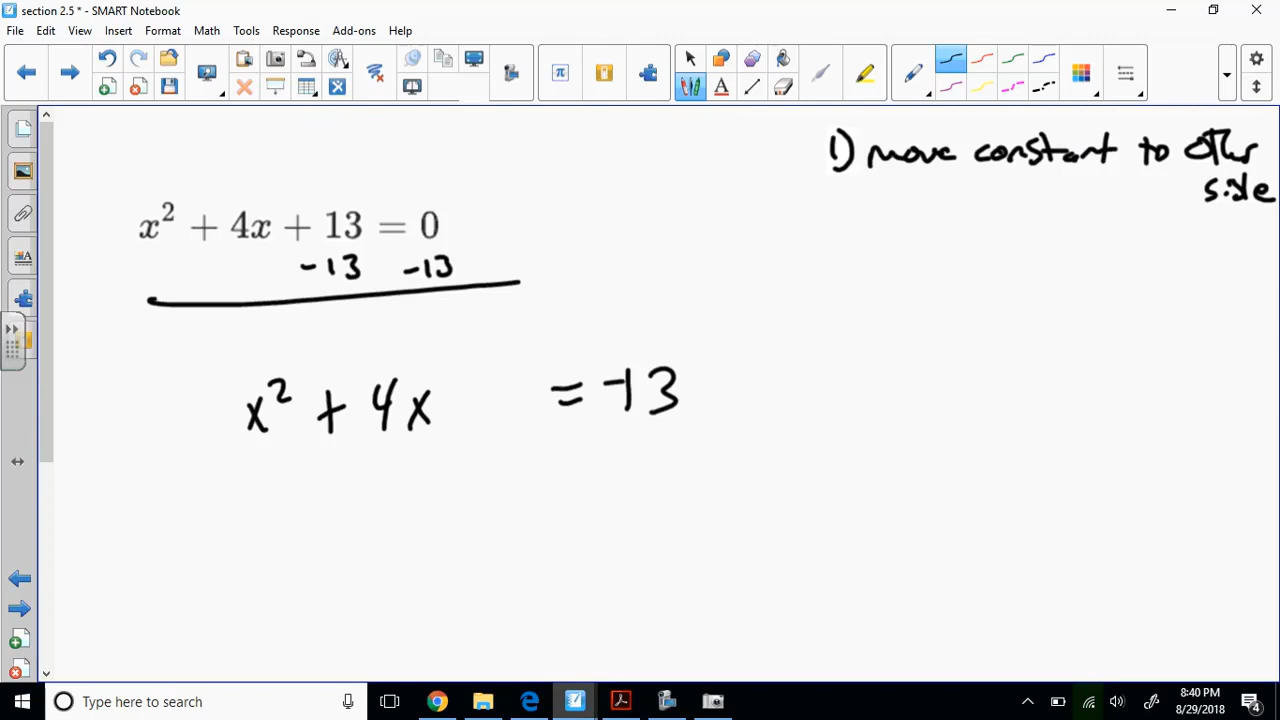 section 2.5 * - SMART Notebook
File Edit View Insert Format Math Tools Response Add-ons Help
1) move constant to other
side
x² + 4x + 13 = 0
-13 -13
x² + 4x = -13
Type here to search
8:40 PM
8/29/2018
4